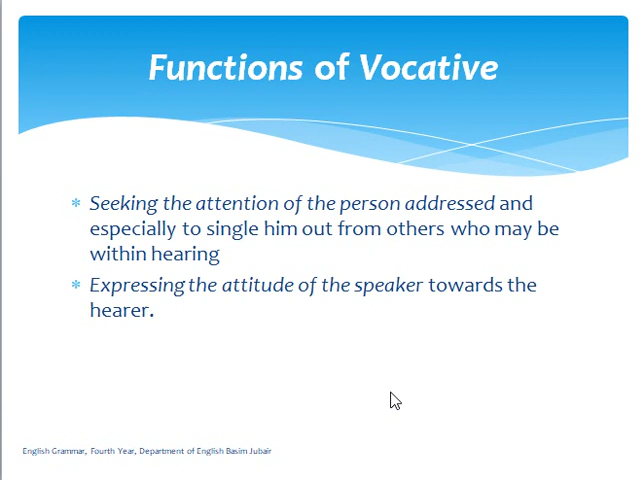 Functions of Vocative
* Seeking the attention of the person addressed and
especially to single him out from others who may be
within hearing
* Expressing the attitude of the speaker towards the
hearer.
English Grammar, Fourth Year, Department of English Basim Jubair